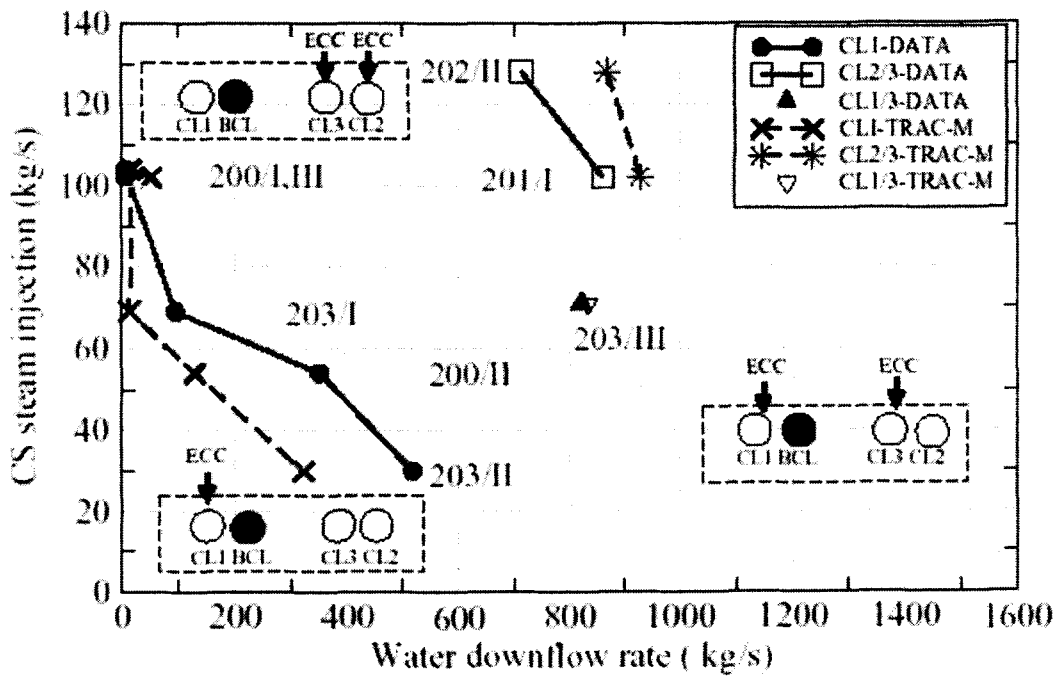 140
120
100
80
60
40
20
0
CS steam injection (kg/s)
ECC ECC
CL1 BCL CL3 CL2
202/II
200/I,III
201/I
203/I
200/II
203/II
203/III
CL1-DATA
CL2/3-DATA
CL1/3-DATA
CL1-TRAC-M
CL2/3-TRAC-M
CL1/3-TRAC-M
ECC ECC
CL1 BCL CL3 CL2
ECC
CL1 BCL CL3 CL2
0 200 400 600 800 1000 1200 1400 1600
Water downflow rate ( kg/s)